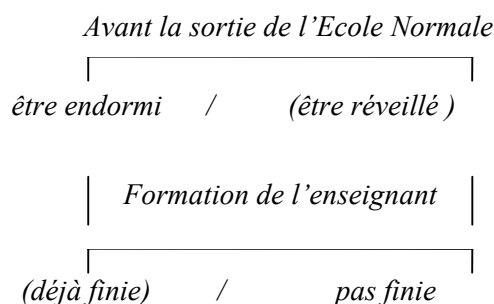 Avant la sortie de l’Ecole Normale
être endormi / (être réveillé )
Formation de l’enseignant
(déjà finie) / pas finie